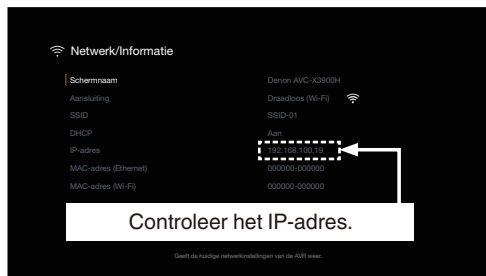 Netwerk/Informatie
Schermnaam Denon AVC-X3900H
Aansluiting Draadloos (Wi-Fi)
SSID SSID-01
DHCP Aan
IP-adres 192.168.100.19
MAC-adres (Ethernet) 000000-000000
MAC-adres (Wi-Fi) 000000-000000
Controleer het IP-adres.
Geeft de huidige netwerkinstellingen van de AVR weer.